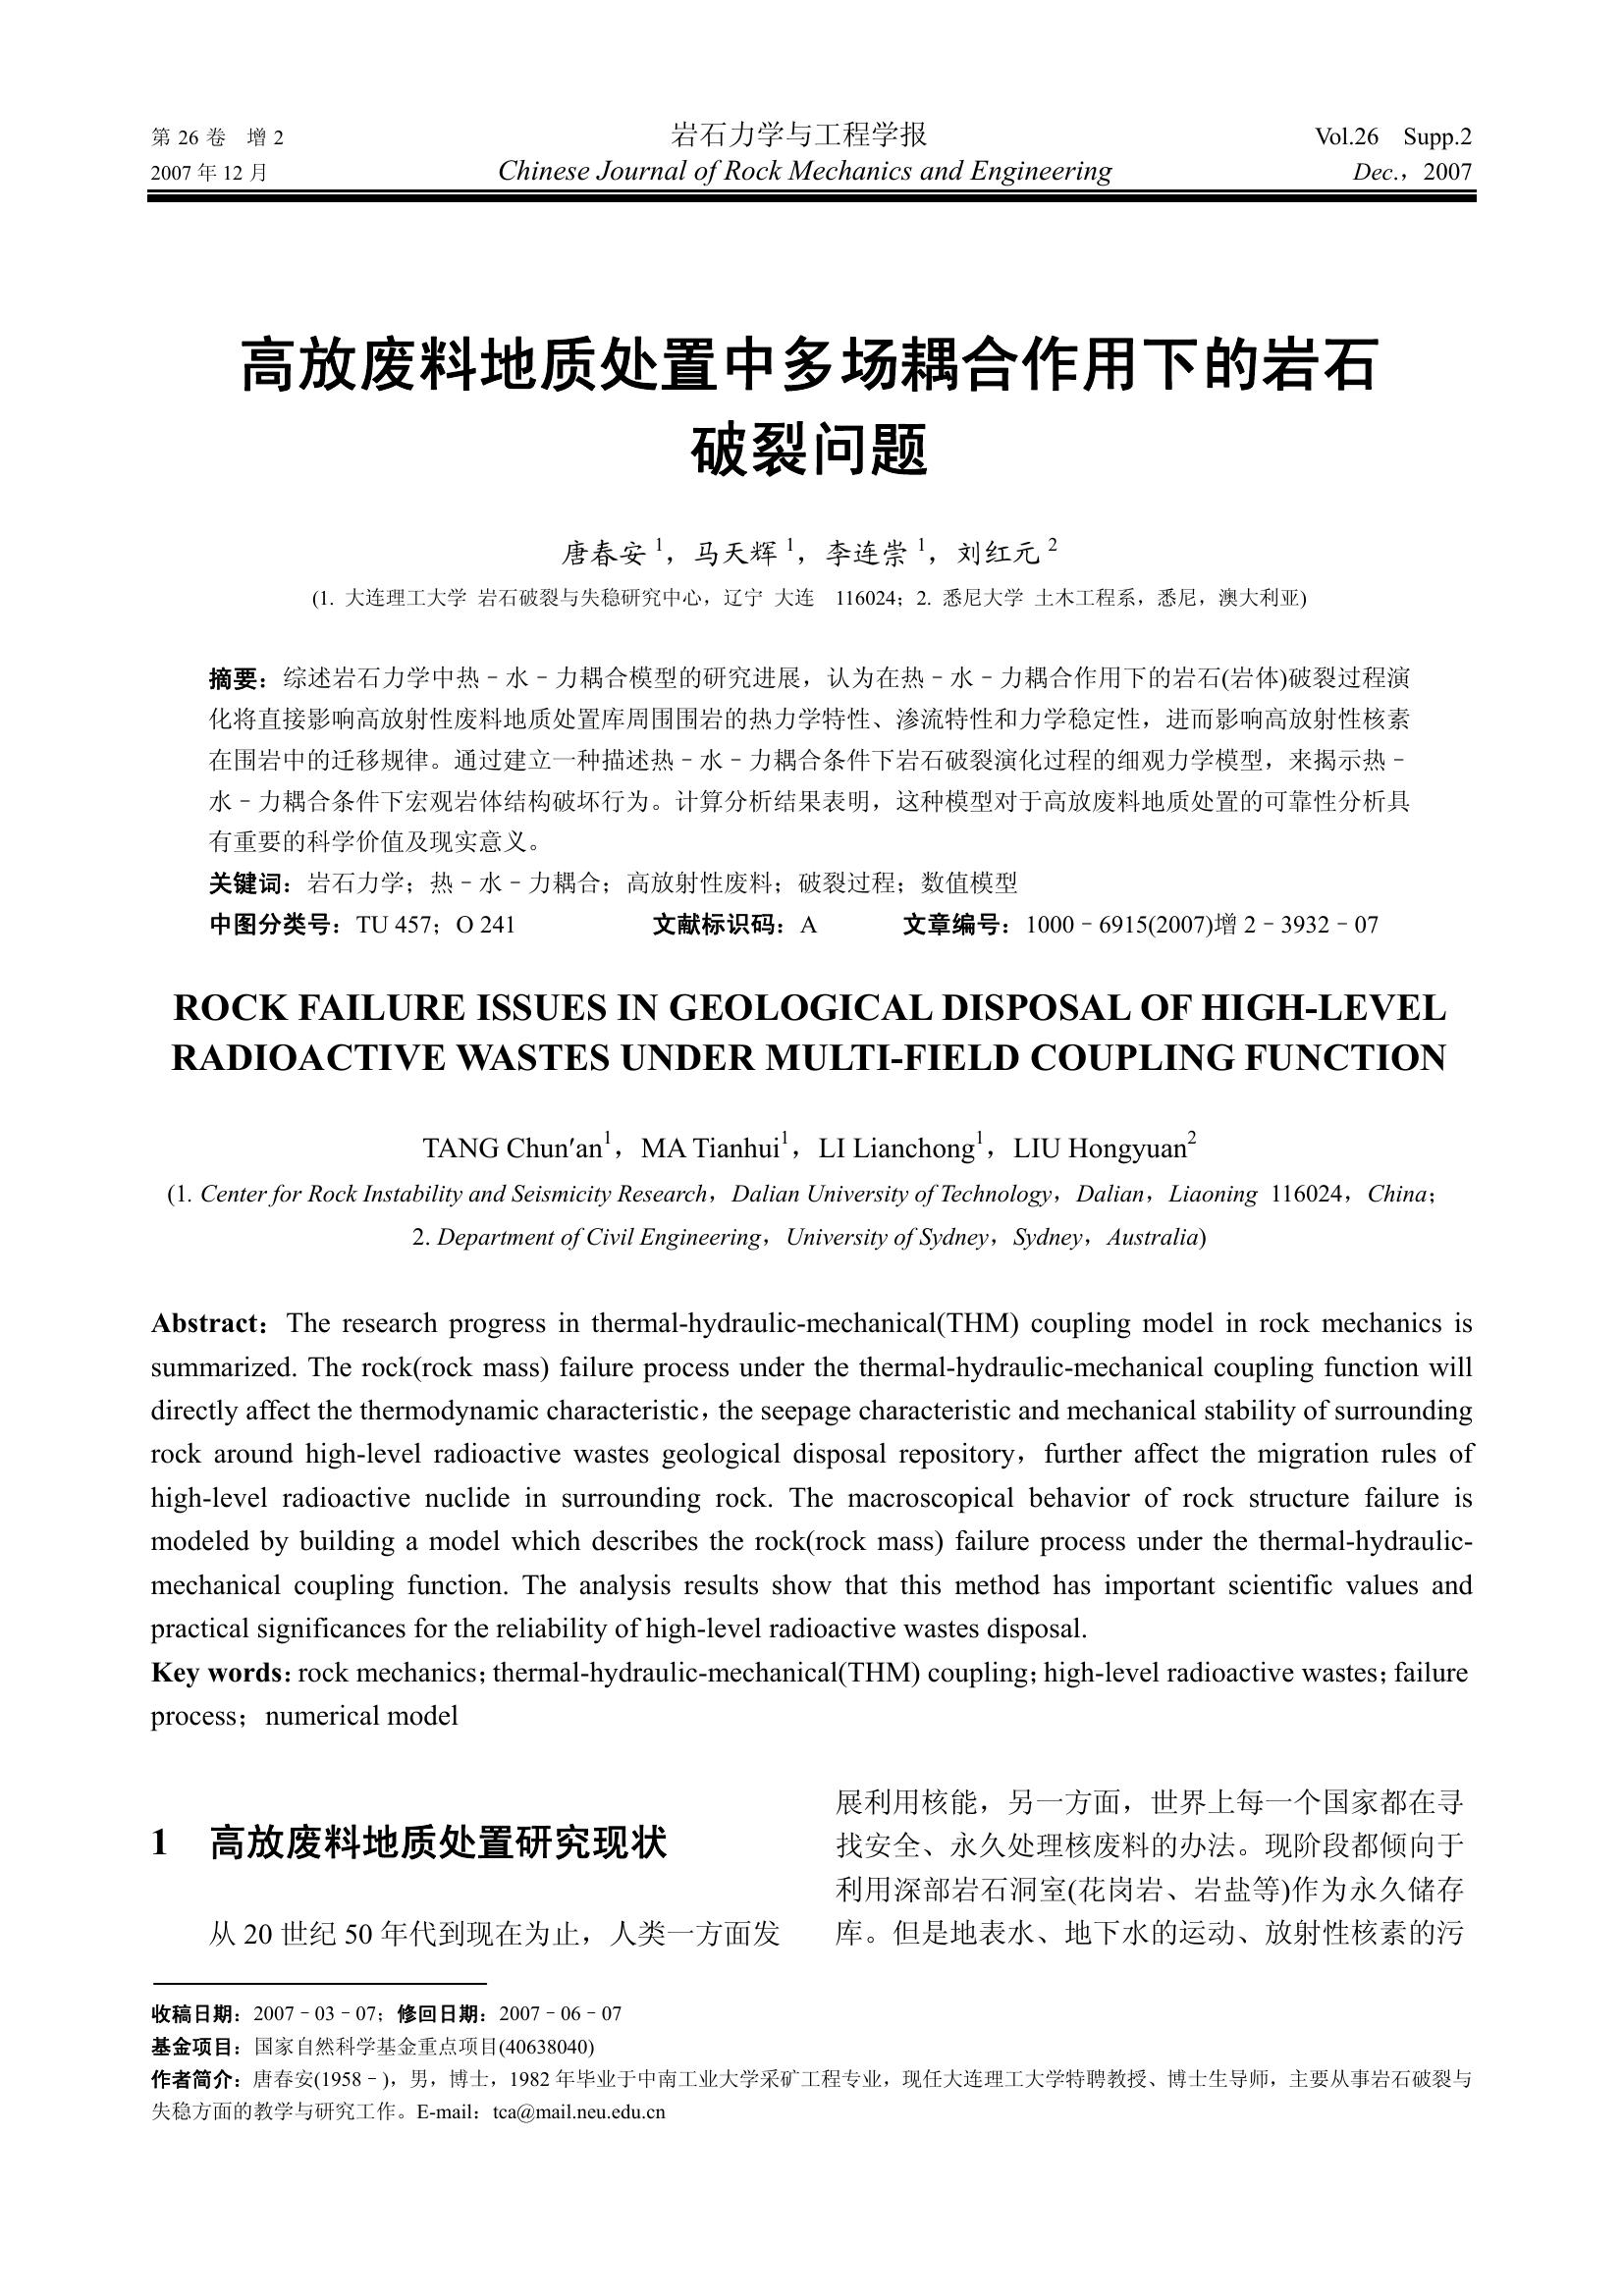 第 26 卷　增 2
岩石力学与工程学报
Vol.26　Supp.2
2007 年 12 月
Chinese Journal of Rock Mechanics and Engineering
Dec.，2007
高放废料地质处置中多场耦合作用下的岩石
破裂问题
唐春安 1，马天辉 1，李连崇 1，刘红元 2
(1. 大连理工大学 岩石破裂与失稳研究中心，辽宁 大连　116024；2. 悉尼大学 土木工程系，悉尼，澳大利亚)
摘要：综述岩石力学中热–水–力耦合模型的研究进展，认为在热–水–力耦合作用下的岩石(岩体)破裂过程演
化将直接影响高放射性废料地质处置库周围围岩的热力学特性、渗流特性和力学稳定性，进而影响高放射性核素
在围岩中的迁移规律。通过建立一种描述热–水–力耦合条件下岩石破裂演化过程的细观力学模型，来揭示热–
水–力耦合条件下宏观岩体结构破坏行为。计算分析结果表明，这种模型对于高放废料地质处置的可靠性分析具
有重要的科学价值及现实意义。
关键词：岩石力学；热–水–力耦合；高放射性废料；破裂过程；数值模型
中图分类号：TU 457；O 241　文献标识码：A　文章编号：1000–6915(2007)增 2–3932–07
ROCK FAILURE ISSUES IN GEOLOGICAL DISPOSAL OF HIGH-LEVEL
RADIOACTIVE WASTES UNDER MULTI-FIELD COUPLING FUNCTION
TANG Chun′an1，MA Tianhui1，LI Lianchong1，LIU Hongyuan2
(1. Center for Rock Instability and Seismicity Research，Dalian University of Technology，Dalian，Liaoning 116024，China；
2. Department of Civil Engineering，University of Sydney，Sydney，Australia)
Abstract：The research progress in thermal-hydraulic-mechanical(THM) coupling model in rock mechanics is
summarized. The rock(rock mass) failure process under the thermal-hydraulic-mechanical coupling function will
directly affect the thermodynamic characteristic，the seepage characteristic and mechanical stability of surrounding
rock around high-level radioactive wastes geological disposal repository，further affect the migration rules of
high-level radioactive nuclide in surrounding rock. The macroscopical behavior of rock structure failure is
modeled by building a model which describes the rock(rock mass) failure process under the thermal-hydraulic-
mechanical coupling function. The analysis results show that this method has important scientific values and
practical significances for the reliability of high-level radioactive wastes disposal.
Key words：rock mechanics；thermal-hydraulic-mechanical(THM) coupling；high-level radioactive wastes；failure
process；numerical model
1　高放废料地质处置研究现状
从 20 世纪 50 年代到现在为止，人类一方面发
展利用核能，另一方面，世界上每一个国家都在寻
找安全、永久处理核废料的办法。现阶段都倾向于
利用深部岩石洞室(花岗岩、岩盐等)作为永久储存
库。但是地表水、地下水的运动、放射性核素的污
收稿日期：2007–03–07；修回日期：2007–06–07
基金项目：国家自然科学基金重点项目(40638040)
作者简介：唐春安(1958–)，男，博士，1982 年毕业于中南工业大学采矿工程专业，现任大连理工大学特聘教授、博士生导师，主要从事岩石破裂与
失稳方面的教学与研究工作。E-mail：tca@mail.neu.edu.cn